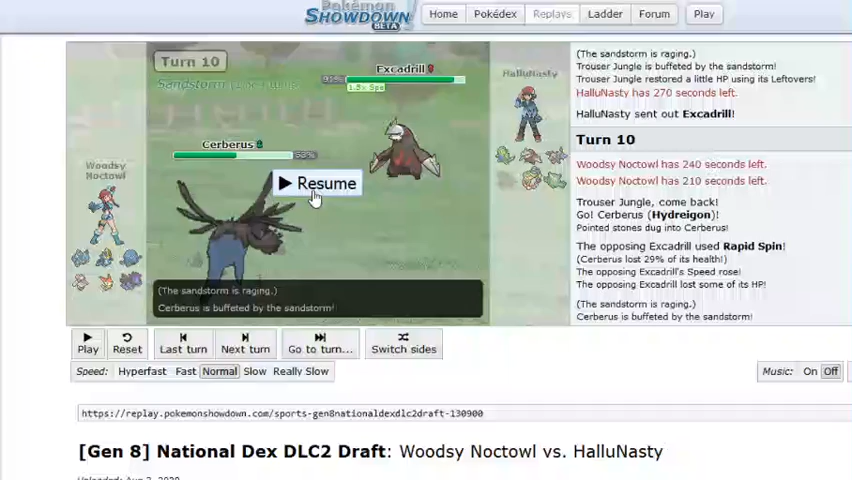 Pokémon
SHOWDOWN
BETA
Home
Pokédex
Replays
Ladder
Forum
Play
Turn 10
Sandstorm
Excadrill
91%
1.5× Spe
HalluNasty
Cerberus
53%
Woodsy
Noctowl
Resume
(The sandstorm is raging.)
Cerberus is buffeted by the sandstorm!
(The sandstorm is raging.)
Trouser Jungle is buffeted by the sandstorm!
Trouser Jungle restored a little HP using its Leftovers!
HalluNasty has 270 seconds left.
HalluNasty sent out Excadrill!
Turn 10
Woodsy Noctowl has 240 seconds left.
Woodsy Noctowl has 210 seconds left.
Trouser Jungle, come back!
Go! Cerberus (Hydreigon)!
Pointed stones dug into Cerberus!
The opposing Excadrill used Rapid Spin!
(Cerberus lost 29% of its health!)
The opposing Excadrill's Speed rose!
The opposing Excadrill lost some of its HP!
(The sandstorm is raging.)
Cerberus is buffeted by the sandstorm!
Play
Reset
Last turn
Next turn
Go to turn...
Switch sides
Speed: Hyperfast Fast Normal Slow Really Slow
Music: On Off
https://replay.pokemonshowdown.com/sports-gen8nationaldexdlc2draft-130900
[Gen 8] National Dex DLC2 Draft: Woodsy Noctowl vs. HalluNasty